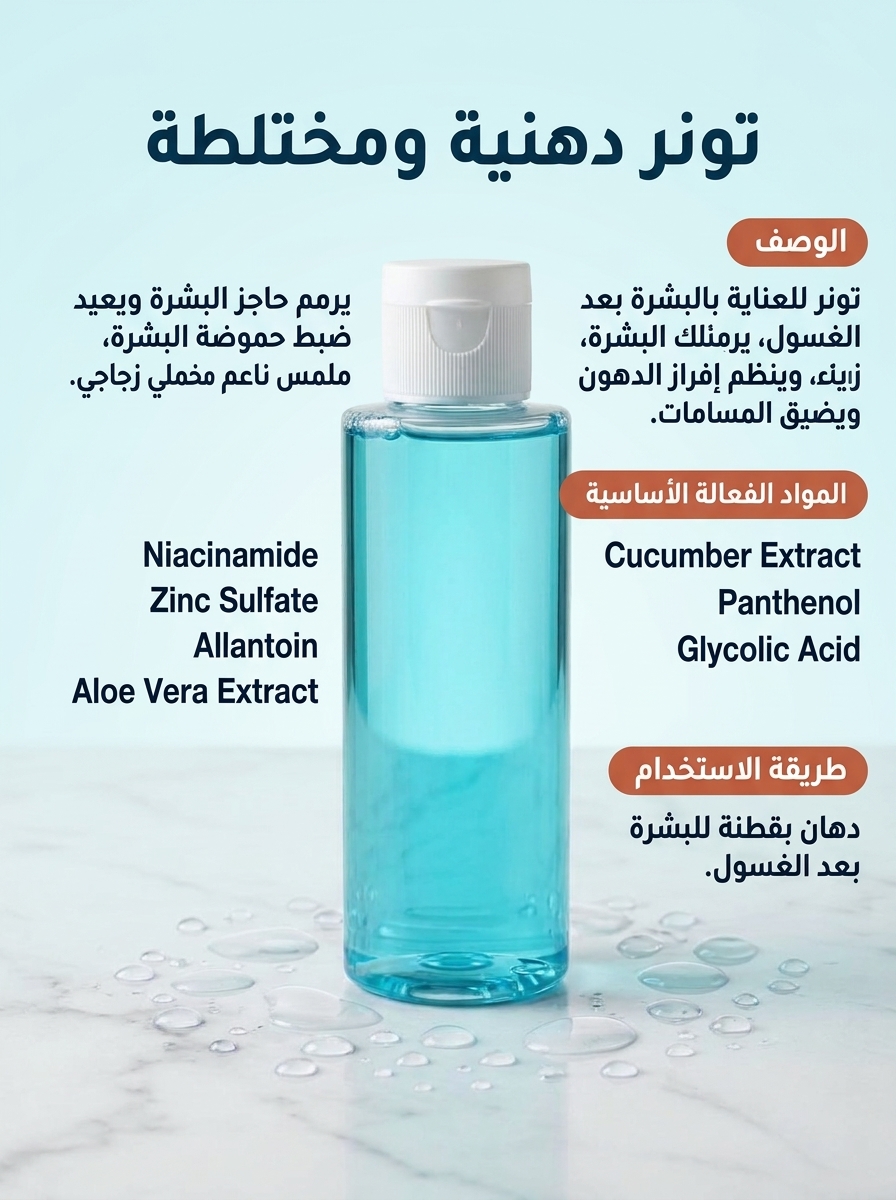 تونر دهنية ومختلطة
الوصف
تونر للعناية بالبشرة بعد
الغسول، البشرة،
وينظم إفراز الدهون
ويضيق المسامات.
يرمم حاجز البشرة ويعيد
ضبط حموضة البشرة،
ملمس ناعم مخملي زجاجي.
المواد الفعالة الأساسية
Cucumber Extract
Panthenol
Glycolic Acid
Niacinamide
Zinc Sulfate
Allantoin
Aloe Vera Extract
طريقة الاستخدام
دهان بقطنة للبشرة
بعد الغسول.